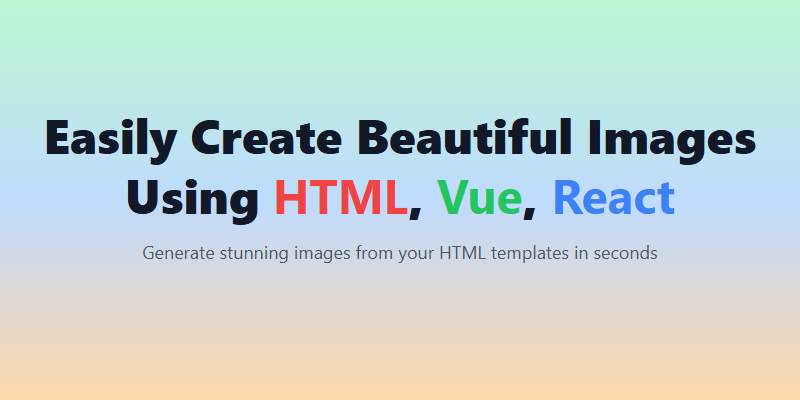 Easily Create Beautiful Images
Using HTML, Vue, React
Generate stunning images from your HTML templates in seconds